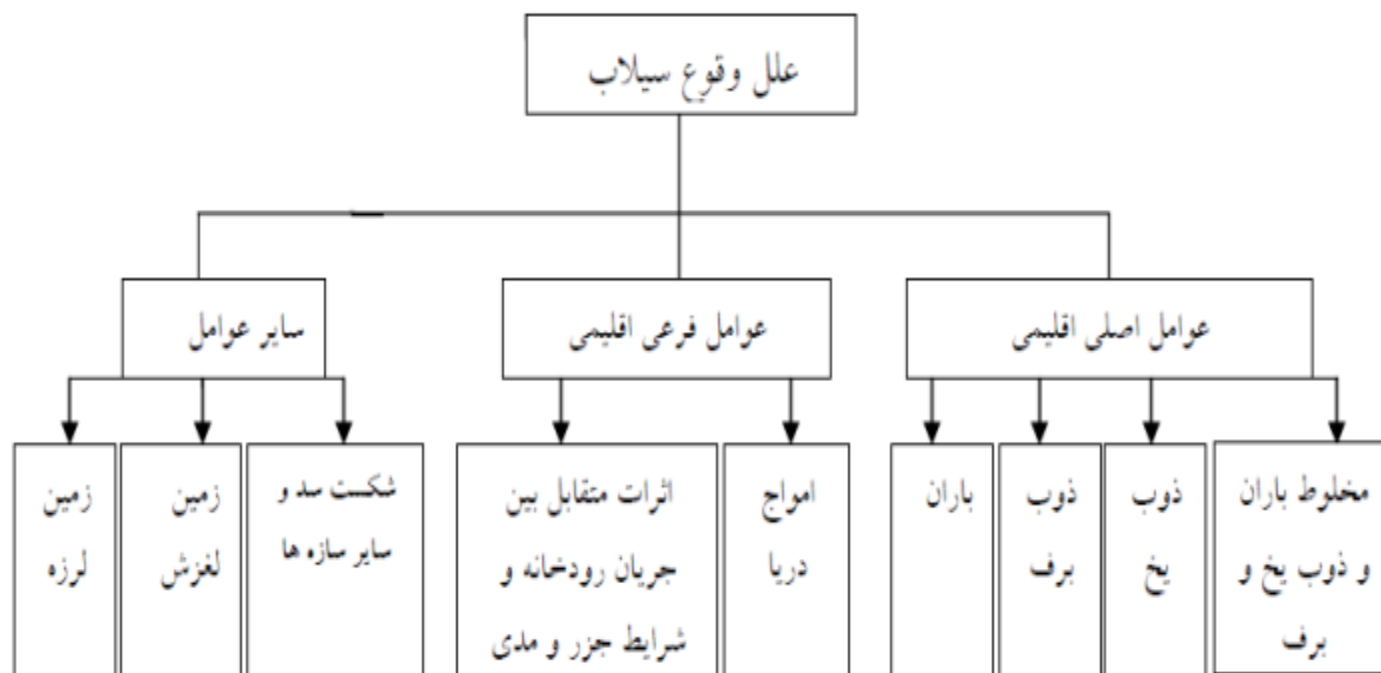 علل وقوع سیلاب
عوامل اصلی اقلیمی
عوامل فرعی اقلیمی
سایر عوامل
مخلوط باران
و ذوب یخ و
برف
ذوب
یخ
ذوب
برف
باران
امواج
دریا
اثرات متقابل بین
جریان رودخانه و
شرایط جزر و مدی
شکست سد و
سایر سازه ها
زمین
لغزش
زمین
لرزه